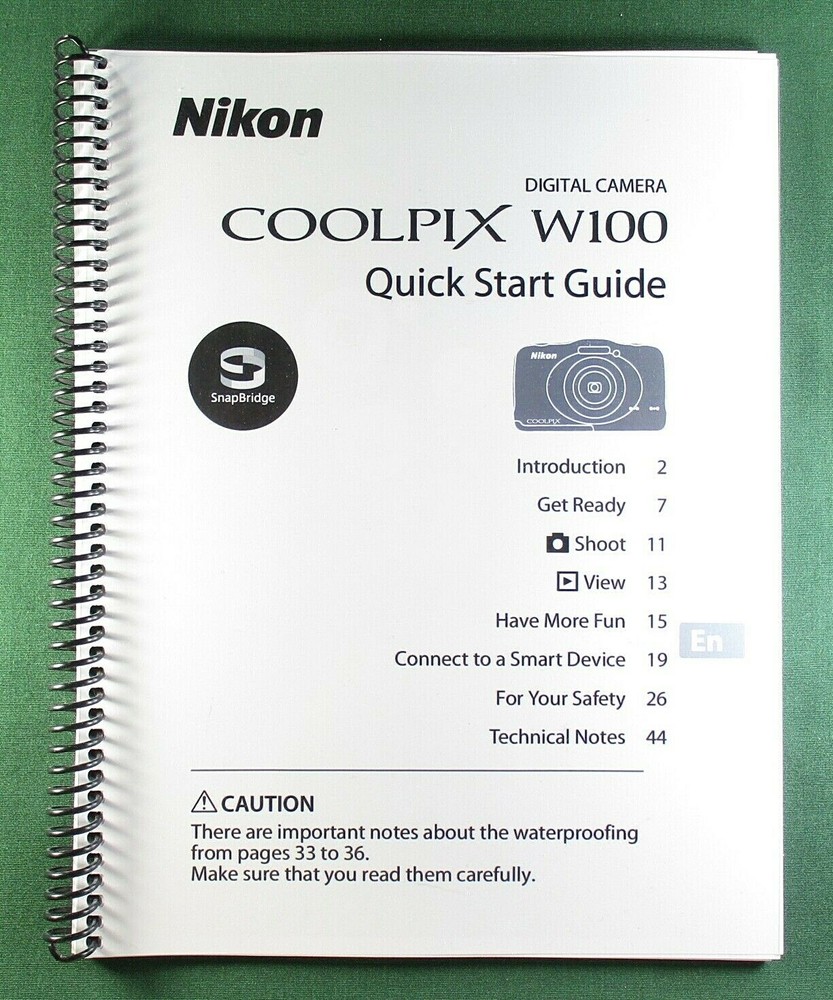 Nikon
DIGITAL CAMERA
COOLPIX W100
Quick Start Guide
SnapBridge
Nikon
COOLPIX
Introduction 2
Get Ready 7
Shoot 11
View 13
Have More Fun 15
En
Connect to a Smart Device 19
For Your Safety 26
Technical Notes 44
CAUTION
There are important notes about the waterproofing
from pages 33 to 36.
Make sure that you read them carefully.